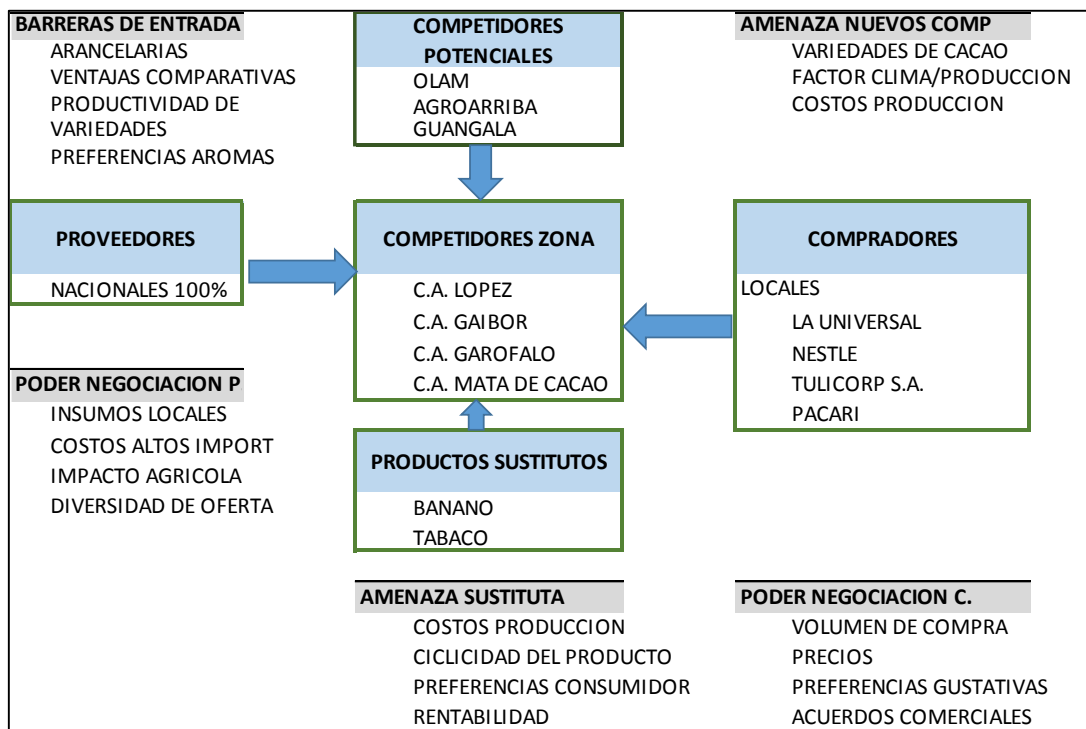 BARRERAS DE ENTRADA
ARANCELARIAS
VENTAJAS COMPARATIVAS
PRODUCTIVIDAD DE
VARIEDADES
PREFERENCIAS AROMAS
COMPETIDORES
POTENCIALES
OLAM
AGROARRIBA
GUANGALA
AMENAZA NUEVOS COMP
VARIEDADES DE CACAO
FACTOR CLIMA/PRODUCCION
COSTOS PRODUCCION
PROVEEDORES
NACIONALES 100%
COMPETIDORES ZONA
C.A. LOPEZ
C.A. GAIBOR
C.A. GAROFALO
C.A. MATA DE CACAO
COMPRADORES
LOCALES
LA UNIVERSAL
NESTLE
TULICORP S.A.
PACARI
PODER NEGOCIACION P
INSUMOS LOCALES
COSTOS ALTOS IMPORT
IMPACTO AGRICOLA
DIVERSIDAD DE OFERTA
PRODUCTOS SUSTITUTOS
BANANO
TABACO
AMENAZA SUSTITUTA
COSTOS PRODUCCION
CICLICIDAD DEL PRODUCTO
PREFERENCIAS CONSUMIDOR
RENTABILIDAD
PODER NEGOCIACION C.
VOLUMEN DE COMPRA
PRECIOS
PREFERENCIAS GUSTATIVAS
ACUERDOS COMERCIALES